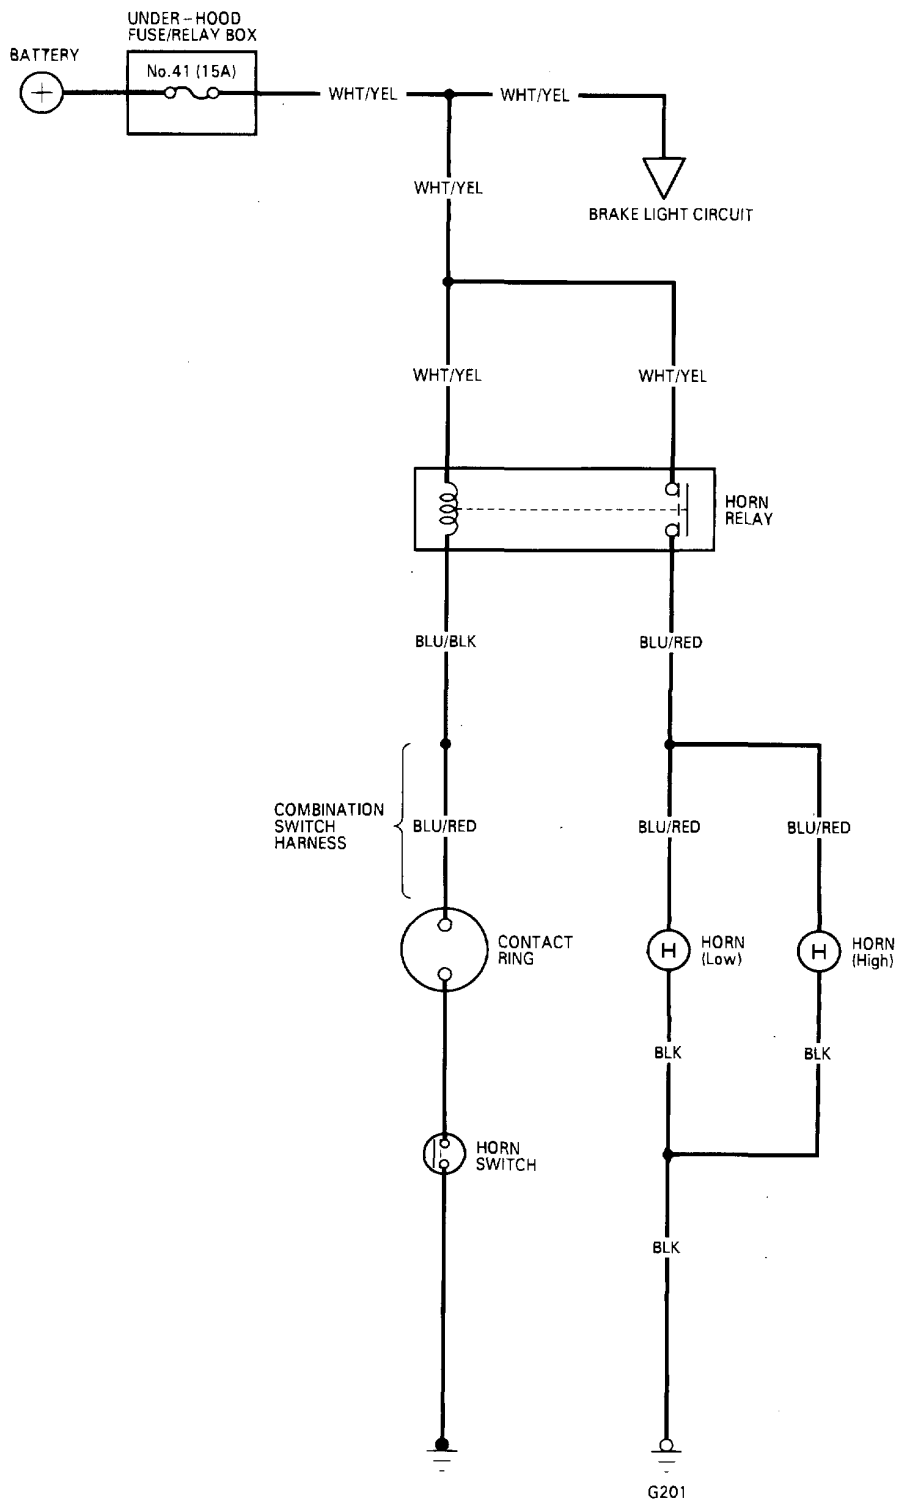 UNDER-HOOD
FUSE/RELAY BOX
BATTERY
No.41 (15A)
+
WHT/YEL
WHT/YEL
WHT/YEL
BRAKE LIGHT CIRCUIT
WHT/YEL
WHT/YEL
HORN
RELAY
BLU/BLK
BLU/RED
COMBINATION
SWITCH
HARNESS
BLU/RED
BLU/RED
BLU/RED
CONTACT
RING
H
HORN
(Low)
H
HORN
(High)
BLK
BLK
HORN
SWITCH
BLK
G201